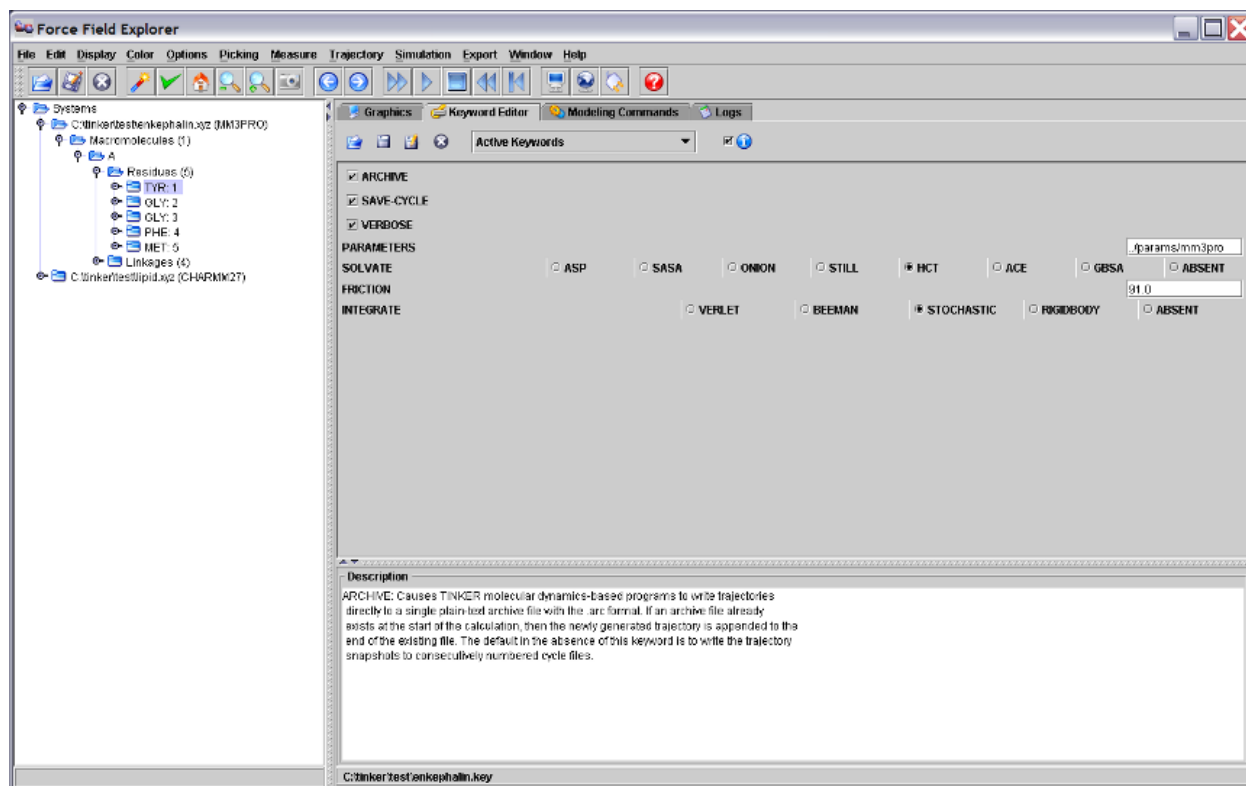 Force Field Explorer
File Edit Display Color Options Picking Measure Trajectory Simulation Export Window Help
Systems
C:\tinker\test\enkephalin.xyz (MM3PRO)
Macromolecules (1)
A
Residues (5)
TYR: 1
GLY: 2
GLY: 3
PHE: 4
MET: 5
Linkages (4)
C:\tinker\test\lipid.xyz (CHARMM27)
Graphics Keyword Editor Modeling Commands Logs
Active Keywords
ARCHIVE
SAVE-CYCLE
VERBOSE
PARAMETERS ../params/mm3pro
SOLVATE ASP SASA ONION STILL HCT ACE GBSA ABSENT
FRICTION 91.0
INTEGRATE VERLET BEEMAN STOCHASTIC RIGIDBODY ABSENT
Description
ARCHIVE: Causes TINKER molecular dynamics-based programs to write trajectories
directly to a single plain-text archive file with the .arc format. If an archive file already
exists at the start of the calculation, then the newly generated trajectory is appended to the
end of the existing file. The default in the absence of this keyword is to write the trajectory
snapshots to consecutively numbered cycle files.
C:\tinker\test\enkephalin.key